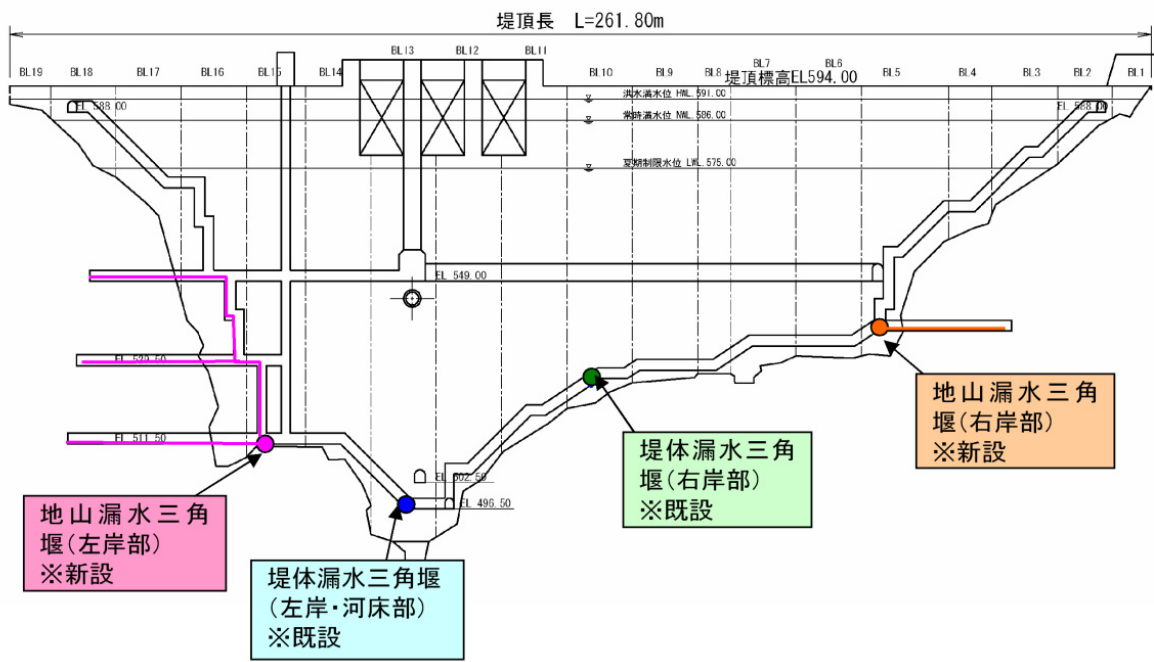 堤頂長 L=261.80m
BL19
BL18
BL17
BL16
BL15
BL14
BL13
BL12
BL11
BL10
BL9
BL8
BL7
BL6
BL5
BL4
BL3
BL2
BL1
堤頂標高EL594.00
洪水満水位 HWL.591.00
常時満水位 NWL.586.00
夏期制限水位 LWL.575.00
EL 588.00
EL 588.00
EL 549.00
EL 529.50
EL 511.50
EL 502.50
EL 496.50
地山漏水三角
堰(右岸部)
※新設
堤体漏水三角
堰(右岸部)
※既設
地山漏水三角
堰(左岸部)
※新設
堤体漏水三角堰
(左岸・河床部)
※既設